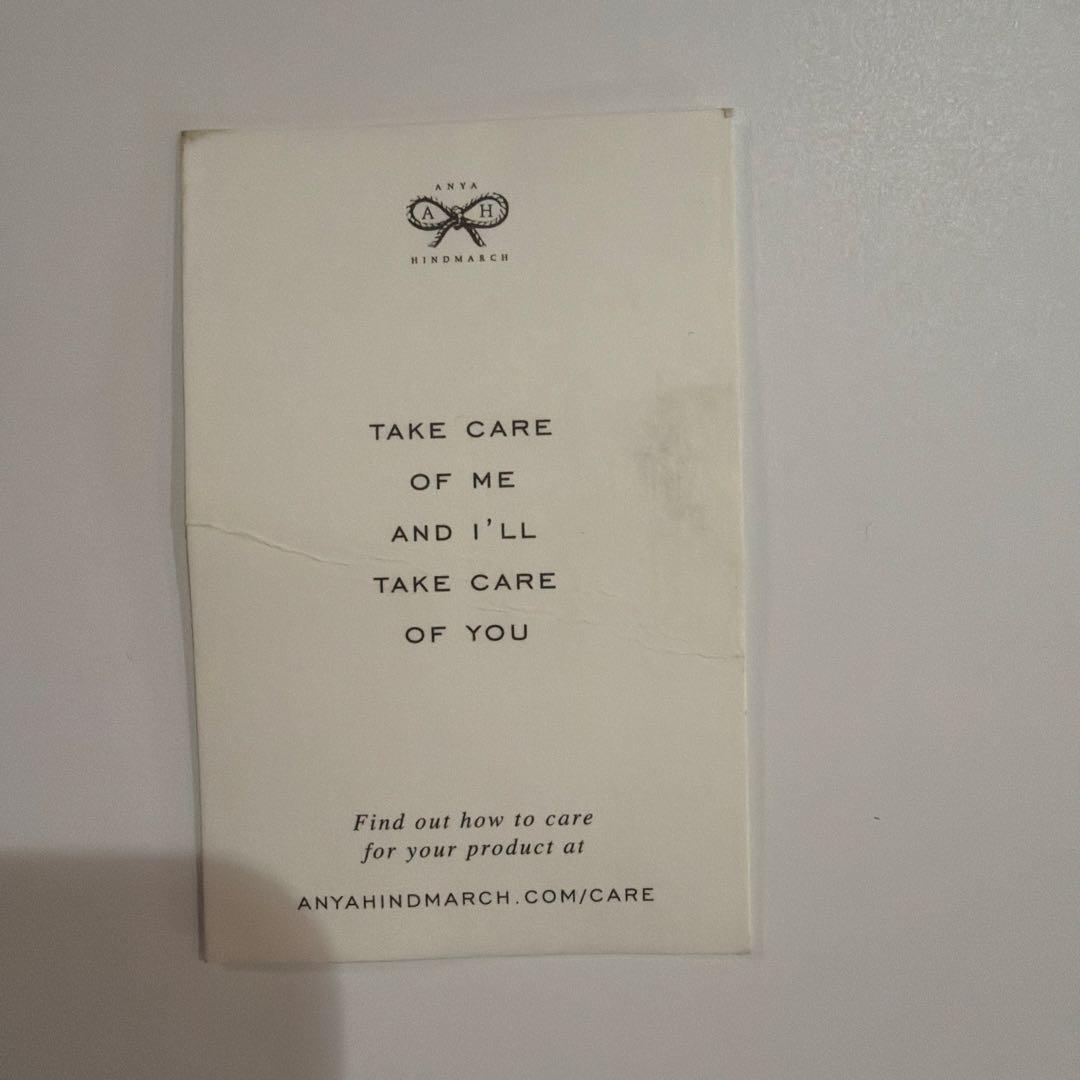 ANYA
A H
HINDMARCH
TAKE CARE
OF ME
AND I'LL
TAKE CARE
OF YOU
Find out how to care
for your product at
ANYAHINDMARCH.COM/CARE